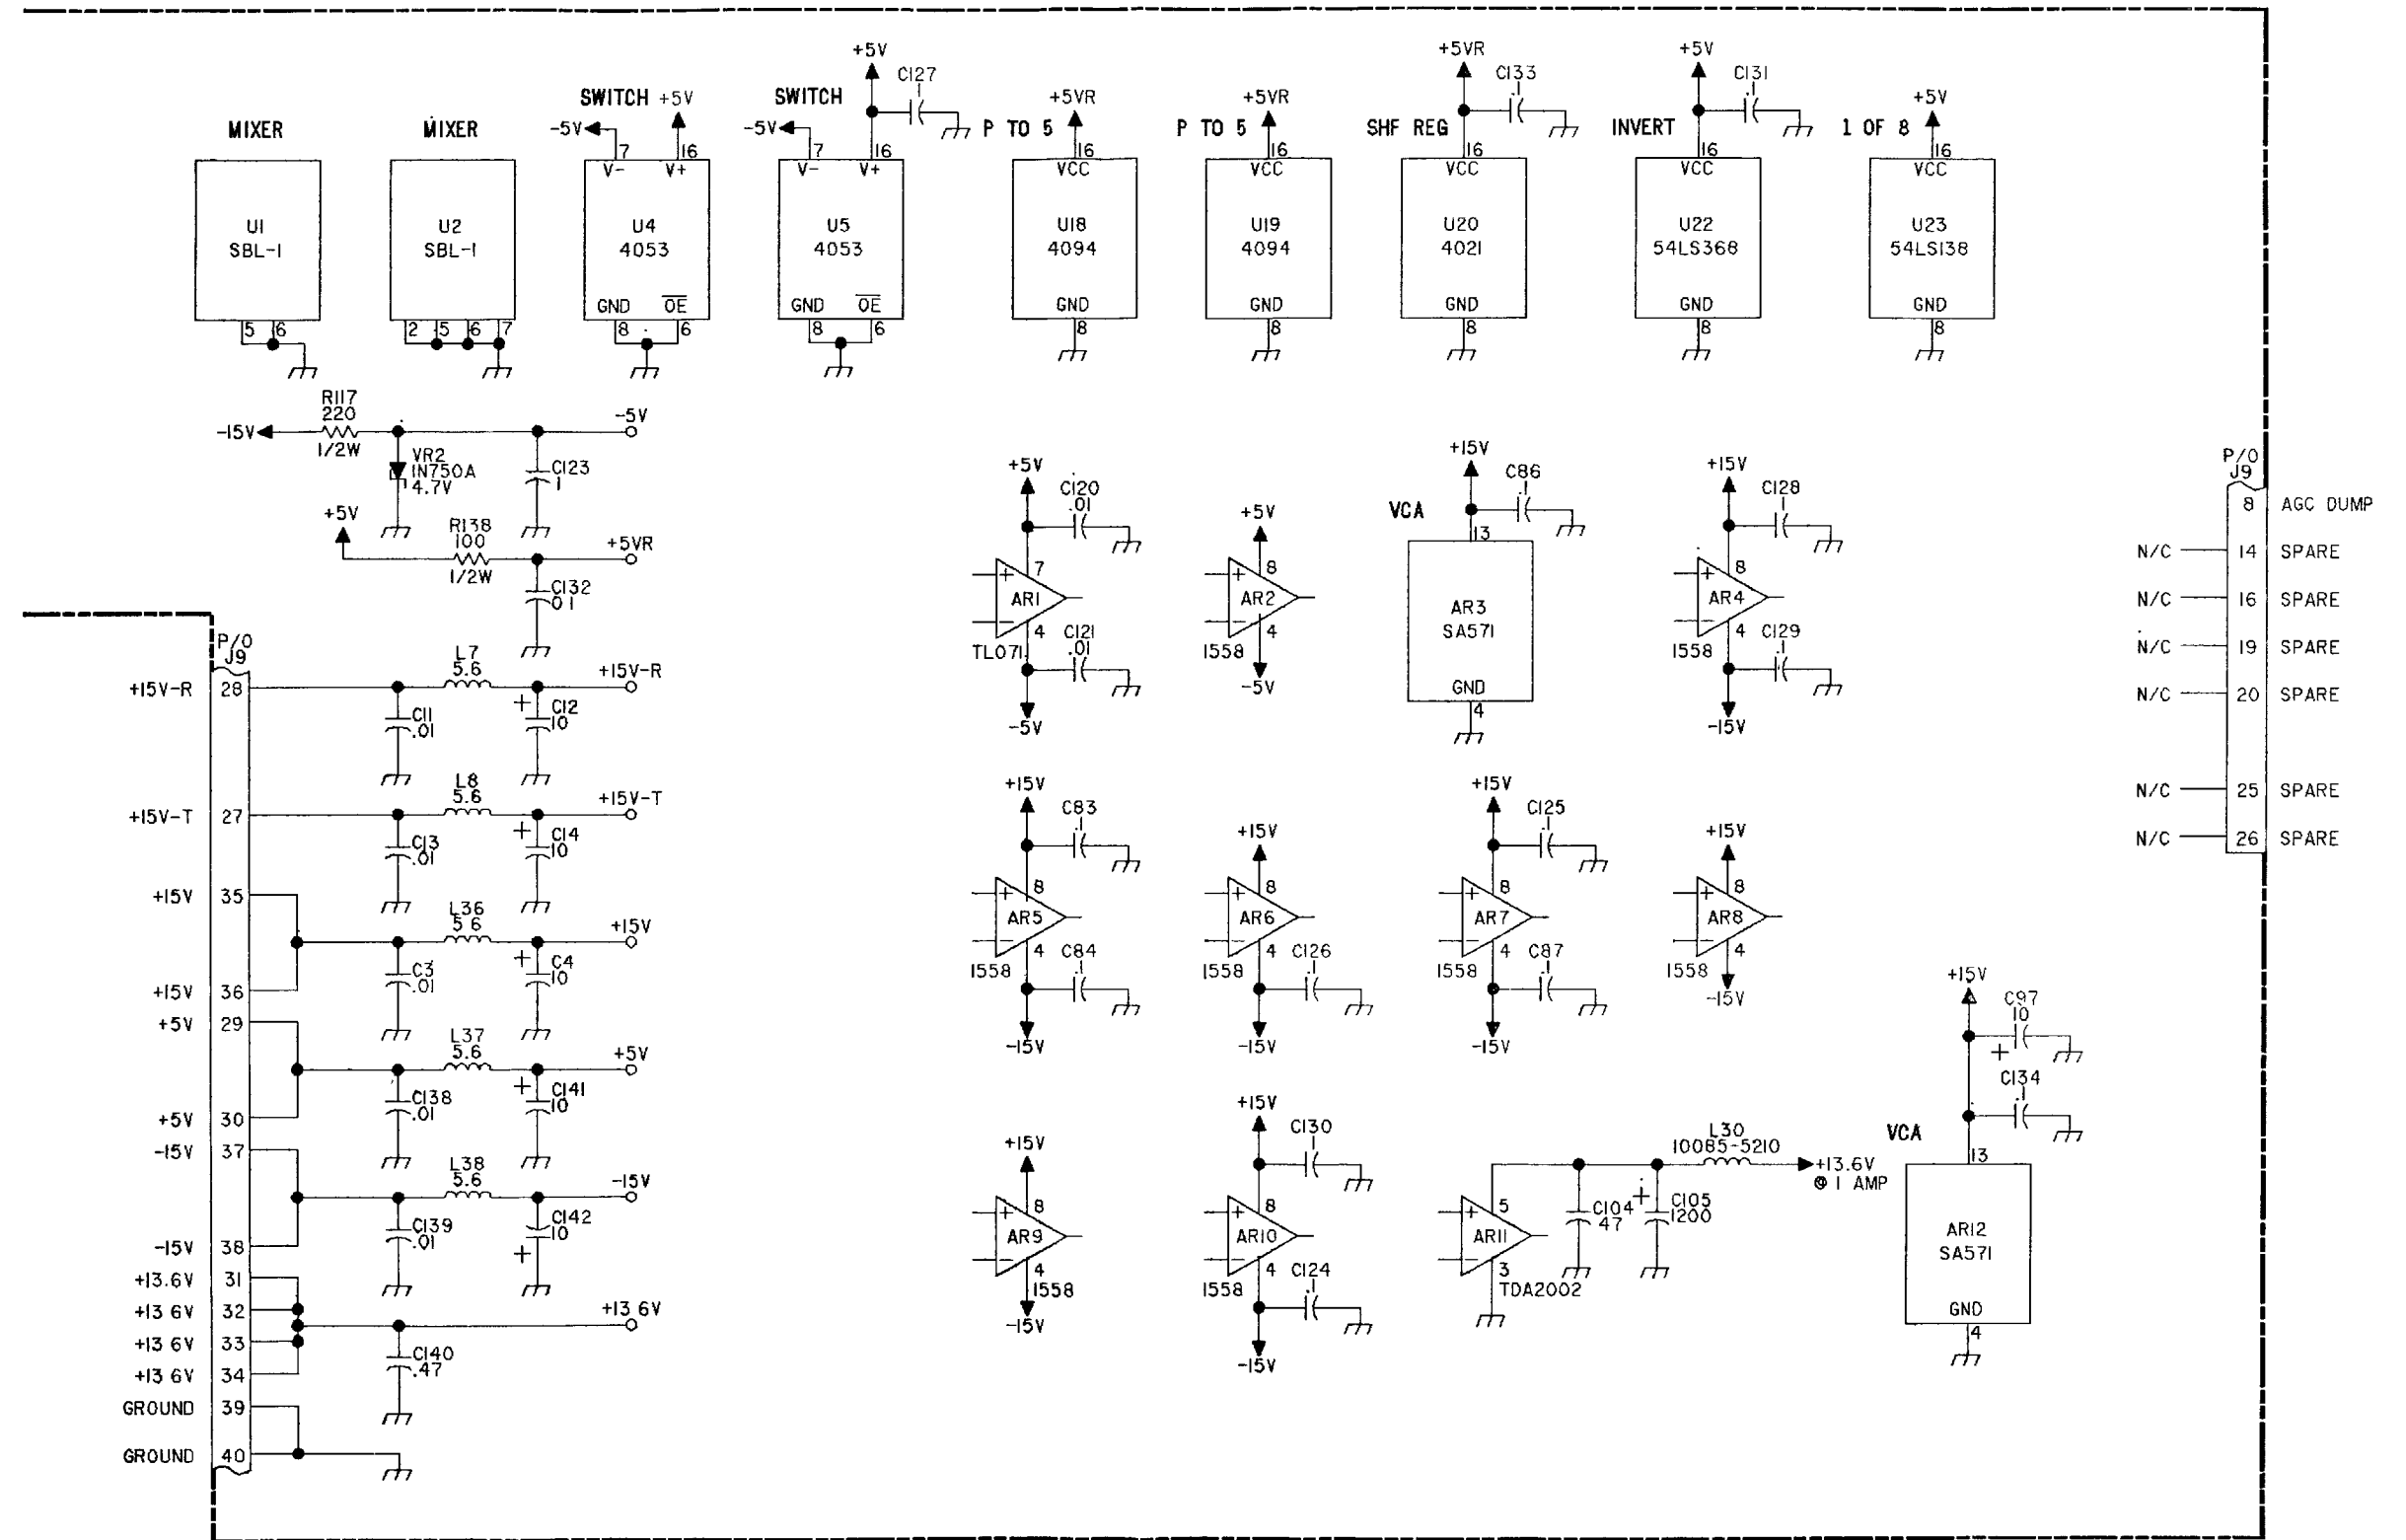 MIXER
U1
SBL-1
5 6
MIXER
U2
SBL-1
2 5 6 7
SWITCH +5V
-5V
7 16
V- V+
U4
4053
GND OE
8 6
SWITCH
+5V
C127
.1
-5V
7 16
V- V+
U5
4053
GND OE
8 6
P TO 5
+5VR
16
VCC
U18
4094
GND
8
P TO 5
+5VR
16
VCC
U19
4094
GND
8
SHF REG
+5VR
C133
.1
16
VCC
U20
4021
GND
8
INVERT
+5V
C131
.1
16
VCC
U22
54LS368
GND
8
1 OF 8
+5V
16
VCC
U23
54LS138
GND
8
R117
220
1/2W
-15V
-5V
VR2
1N750A
4.7V
C123
1
+5V
R138
100
1/2W
+5VR
C132
01
P/O
J9
+15V-R 28
L7
5.6
+15V-R
C11
.01
+
C12
10
+15V-T 27
L8
5.6
+15V-T
C13
.01
+
C14
10
+15V 35
L36
5 6
+15V
C3
.01
+
C4
10
+15V 36
+5V 29
L37
5.6
+5V
C138
.01
+
C141
10
+5V 30
-15V 37
L38
5.6
-15V
C139
.01
+
C142
10
-15V 38
+13.6V 31
+13 6V 32
+13 6V
+13 6V 33
+13 6V 34
C140
.47
GROUND 39
GROUND 40
+5V
C120
.01
+
-
7
AR1
4
TL071
C121
.01
-5V
+5V
+
-
8
AR2
4
1558
-5V
VCA
+15V
C86
.1
13
AR3
SA571
GND
4
+15V
C128
.1
+
-
8
AR4
4
1558
C129
.1
-15V
+15V
C83
.1
+
-
8
AR5
4
1558
C84
.1
-15V
+15V
+
-
8
AR6
4
1558
C126
.1
-15V
+15V
C125
.1
+
-
8
AR7
4
1558
C87
.1
-15V
+15V
+
-
8
AR8
4
1558
-15V
+15V
+
-
8
AR9
4
1558
-15V
+15V
C130
.1
+
-
8
AR10
4
1558
C124
.1
-15V
+
-
5
AR11
3
TDA2002
C104
47
+
C105
1200
L30
10085-5210
+13.6V
@ 1 AMP
+15V
C97
10
+
C134
.1
VCA
13
AR12
SA571
GND
4
P/O
J9
8 AGC DUMP
N/C 14 SPARE
N/C 16 SPARE
N/C 19 SPARE
N/C 20 SPARE
N/C 25 SPARE
N/C 26 SPARE